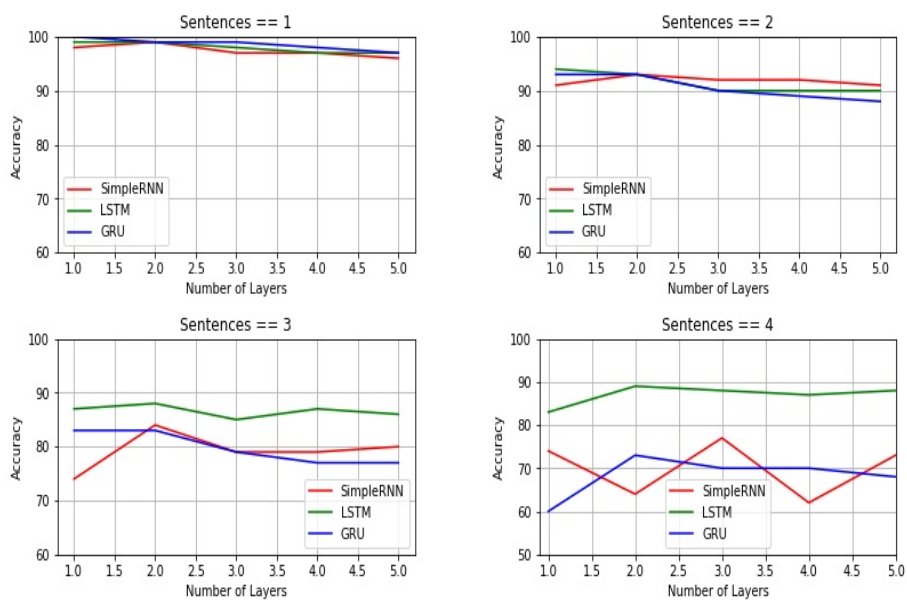 Sentences == 1
100
90
80
70
60
Accuracy
SimpleRNN
LSTM
GRU
1.0 1.5 2.0 2.5 3.0 3.5 4.0 4.5 5.0
Number of Layers
Sentences == 2
100
90
80
70
60
Accuracy
SimpleRNN
LSTM
GRU
1.0 1.5 2.0 2.5 3.0 3.5 4.0 4.5 5.0
Number of Layers
Sentences == 3
100
90
80
70
60
Accuracy
SimpleRNN
LSTM
GRU
1.0 1.5 2.0 2.5 3.0 3.5 4.0 4.5 5.0
Number of Layers
Sentences == 4
100
90
80
70
60
50
Accuracy
SimpleRNN
LSTM
GRU
1.0 1.5 2.0 2.5 3.0 3.5 4.0 4.5 5.0
Number of Layers